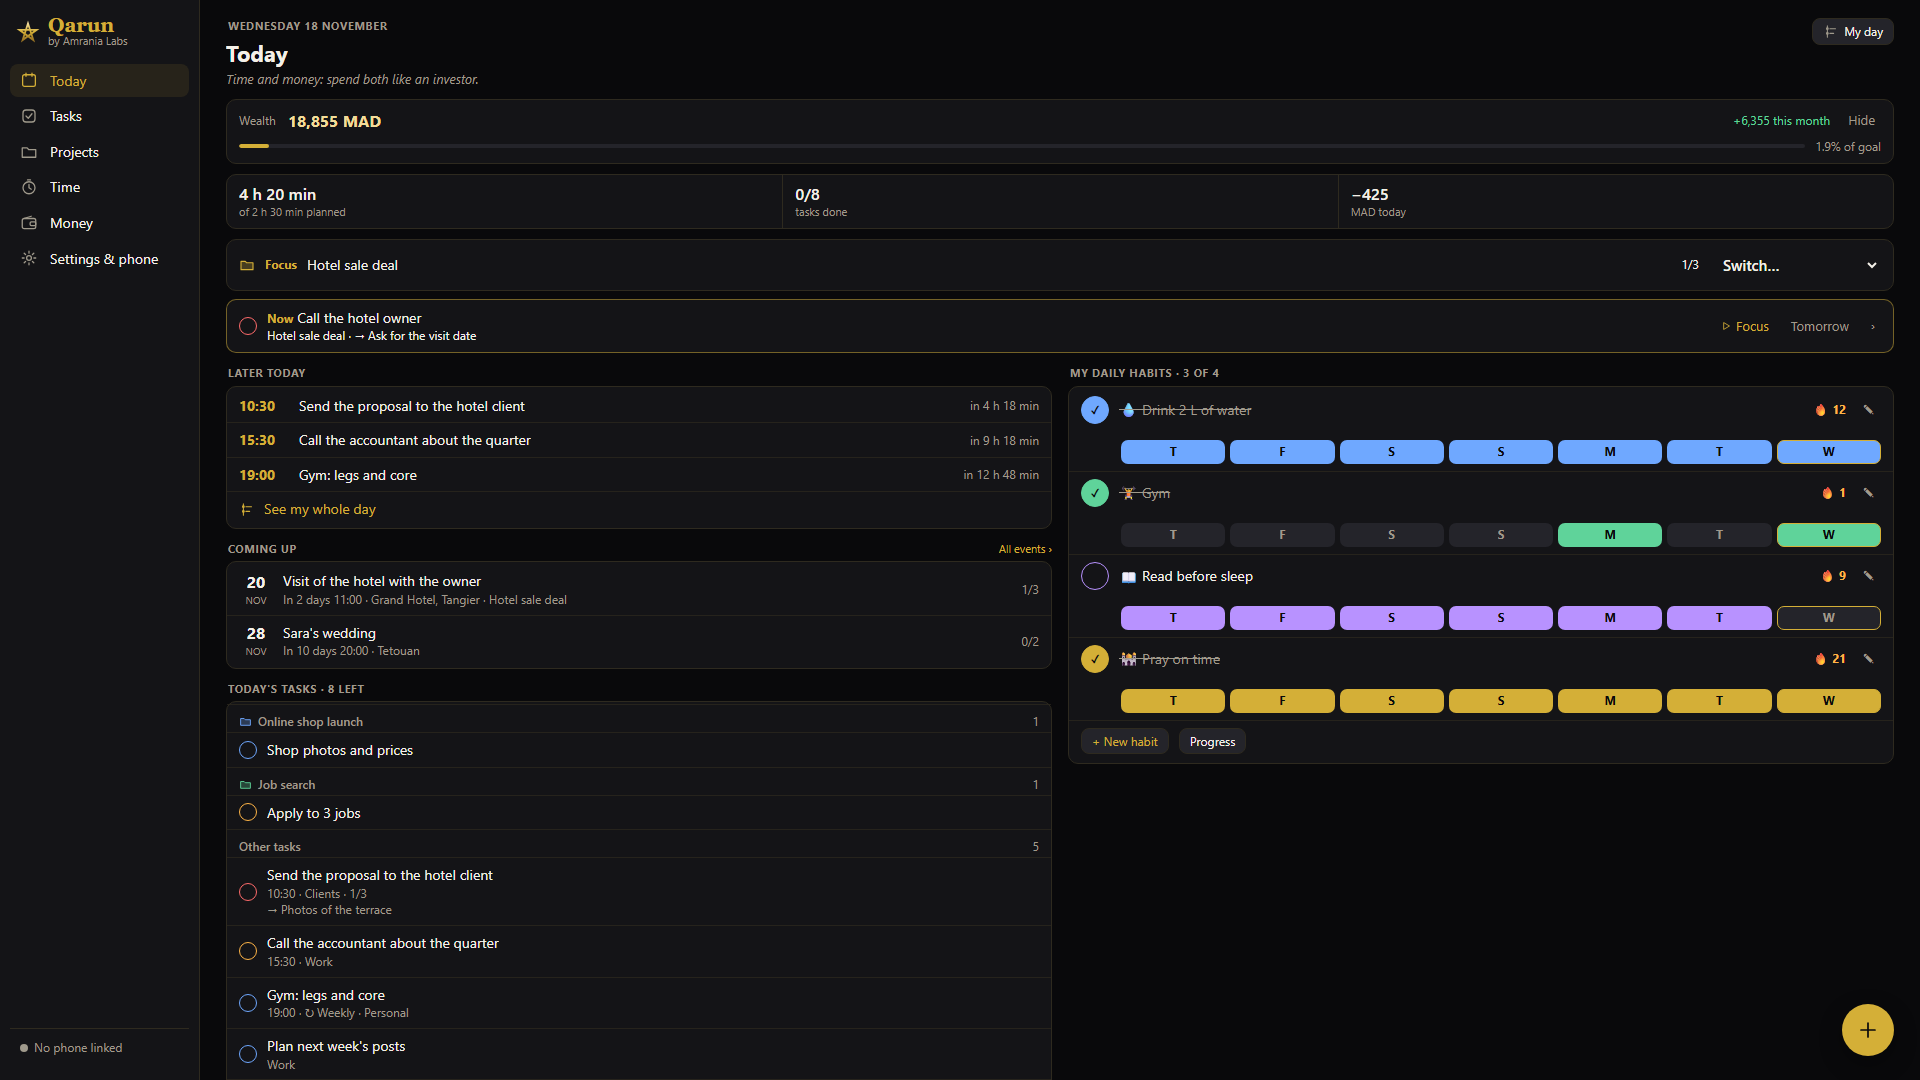 Qarun
by Amrania Labs
Today
Tasks
Projects
Time
Money
Settings & phone
No phone linked
WEDNESDAY 18 NOVEMBER
Today
Time and money: spend both like an investor.
My day
Wealth 18,855 MAD
+6,355 this month Hide
1.9% of goal
4 h 20 min
of 2 h 30 min planned
0/8
tasks done
−425
MAD today
Focus Hotel sale deal
1/3 Switch...
Now Call the hotel owner
Hotel sale deal · → Ask for the visit date
Focus Tomorrow ›
LATER TODAY
10:30 Send the proposal to the hotel client in 4 h 18 min
15:30 Call the accountant about the quarter in 9 h 18 min
19:00 Gym: legs and core in 12 h 48 min
See my whole day
COMING UP
All events ›
20 NOV
Visit of the hotel with the owner
In 2 days 11:00 · Grand Hotel, Tangier · Hotel sale deal
1/3
28 NOV
Sara's wedding
In 10 days 20:00 · Tetouan
0/2
TODAY'S TASKS · 8 LEFT
Online shop launch 1
Shop photos and prices
Job search 1
Apply to 3 jobs
Other tasks 5
Send the proposal to the hotel client
10:30 · Clients · 1/3
→ Photos of the terrace
Call the accountant about the quarter
15:30 · Work
Gym: legs and core
19:00 · ↻ Weekly · Personal
Plan next week's posts
Work
MY DAILY HABITS · 3 OF 4
✓ Drink 2 L of water 12
T F S S M T W
✓ Gym 1
T F S S M T W
Read before sleep 9
T F S S M T W
✓ Pray on time 21
T F S S M T W
+ New habit Progress
+